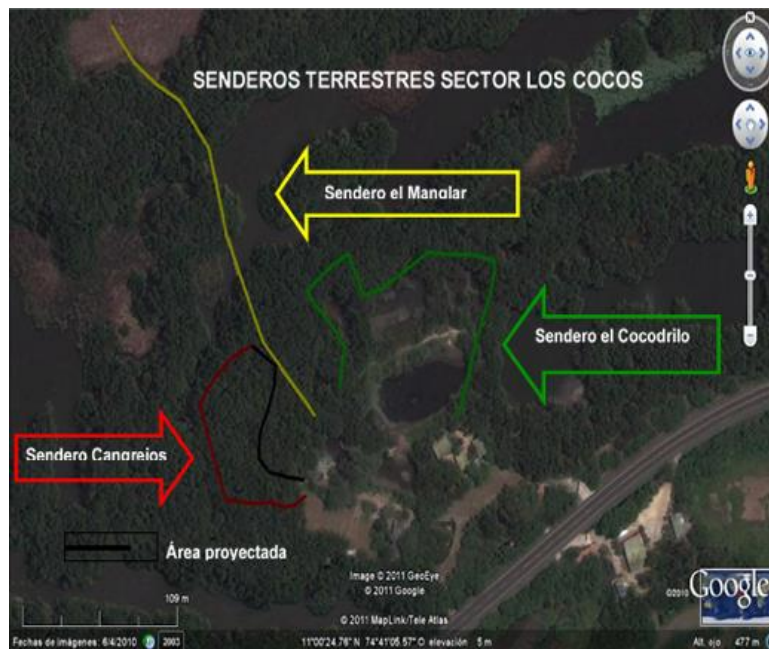 N
SENDEROS TERRESTRES SECTOR LOS COCOS
Sendero el Manglar
Sendero el Cocodrilo
Sendero Cangrejos
Área proyectada
109 m
Image © 2011 GeoEye
© 2011 Google
© 2011 MapLink/Tele Atlas
©2010 Google
Fechas de imágenes: 6/4/2010
11°00'24.76" N 74°41'05.57" O elevación 5 m
Alt. ojo 477 m